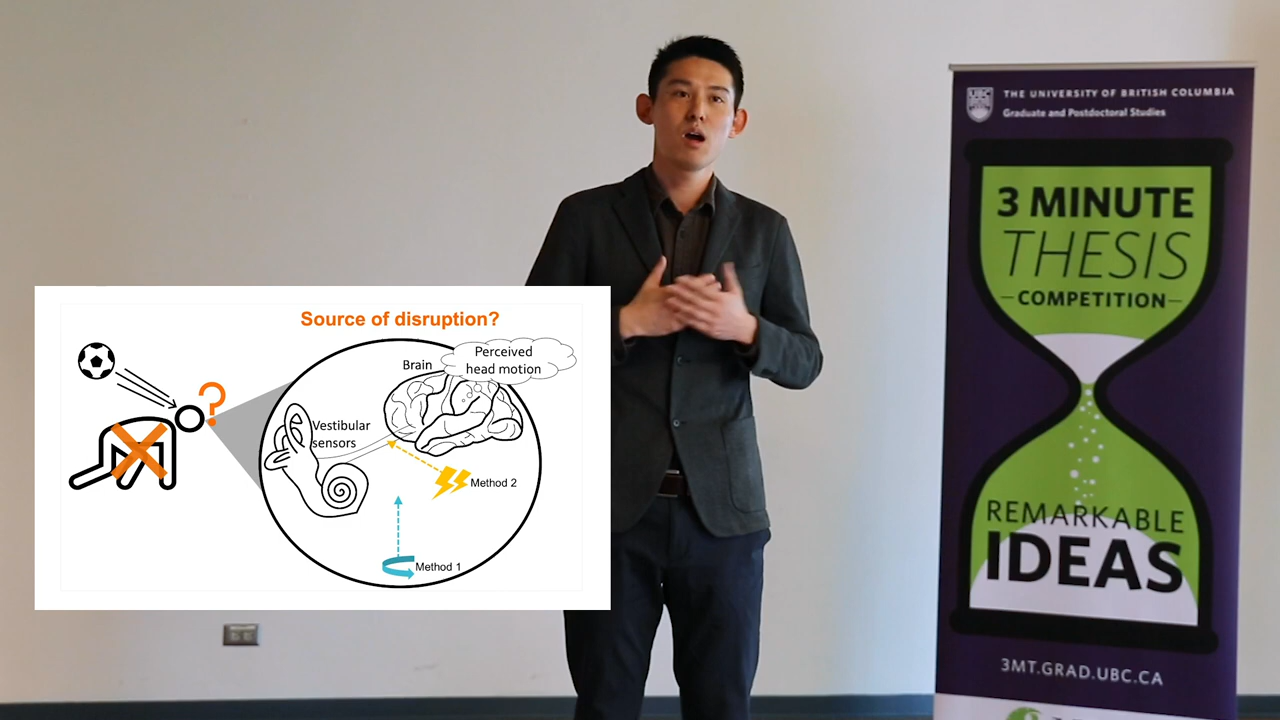 Source of disruption?
?
Brain
Perceived
head motion
Vestibular
sensors
Method 2
Method 1
UBC
THE UNIVERSITY OF BRITISH COLUMBIA
Graduate and Postdoctoral Studies
3 MINUTE
THESIS
–COMPETITION–
REMARKABLE
IDEAS
3MT.GRAD.UBC.CA